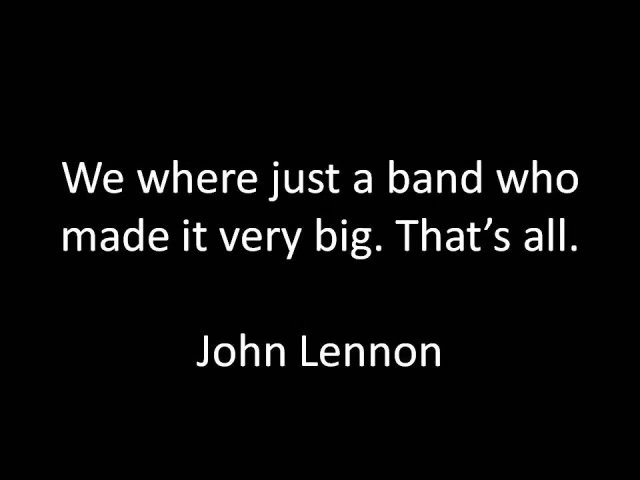 We where just a band who
made it very big. That’s all.
John Lennon